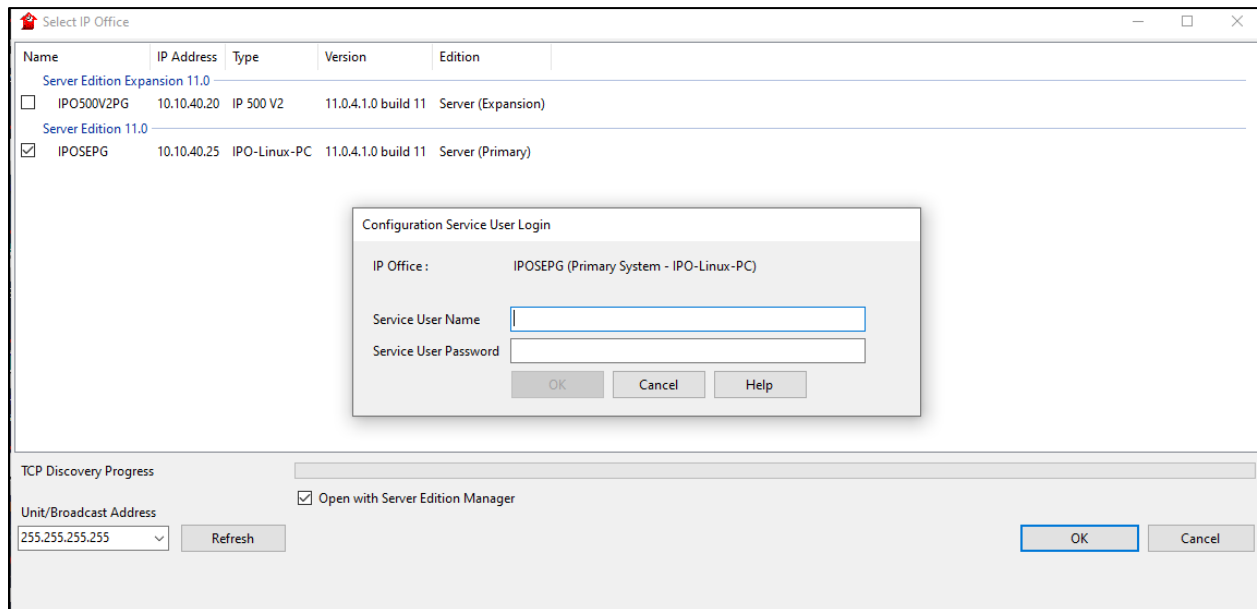 Select IP Office
Name IP Address Type Version Edition
Server Edition Expansion 11.0
IPO500V2PG 10.10.40.20 IP 500 V2 11.0.4.1.0 build 11 Server (Expansion)
Server Edition 11.0
IPOSEPG 10.10.40.25 IPO-Linux-PC 11.0.4.1.0 build 11 Server (Primary)
Configuration Service User Login
IP Office : IPOSEPG (Primary System - IPO-Linux-PC)
Service User Name
Service User Password
OK Cancel Help
TCP Discovery Progress
Open with Server Edition Manager
Unit/Broadcast Address
255.255.255.255 Refresh OK Cancel